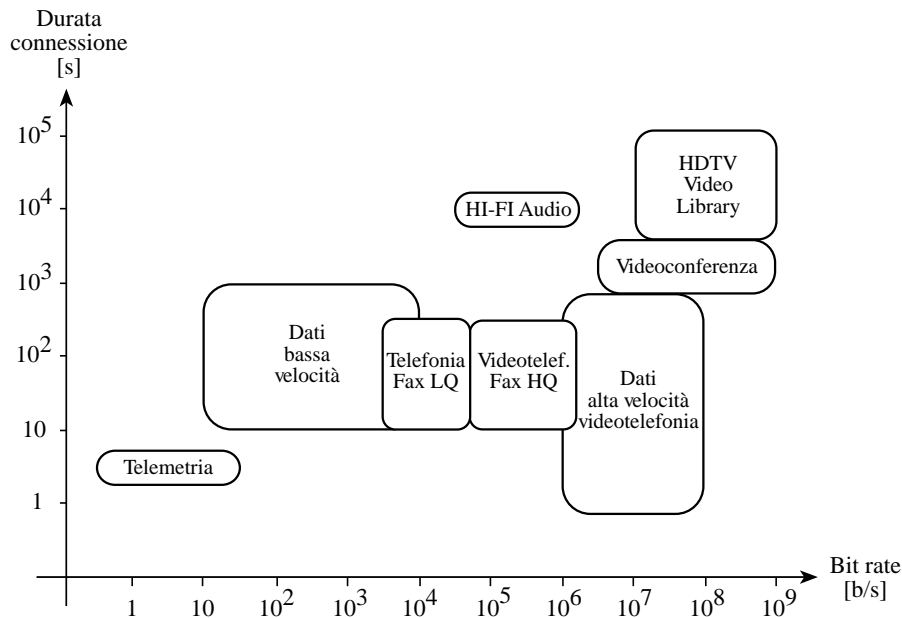 Durata
connessione
[s]
10^5
10^4
10^3
10^2
10
1
HDTV
Video
Library
HI-FI Audio
Videoconferenza
Dati
bassa
velocità
Telefonia
Fax LQ
Videotelef.
Fax HQ
Dati
alta velocità
videotelefonia
Telemetria
1 10 10^2 10^3 10^4 10^5 10^6 10^7 10^8 10^9
Bit rate
[b/s]